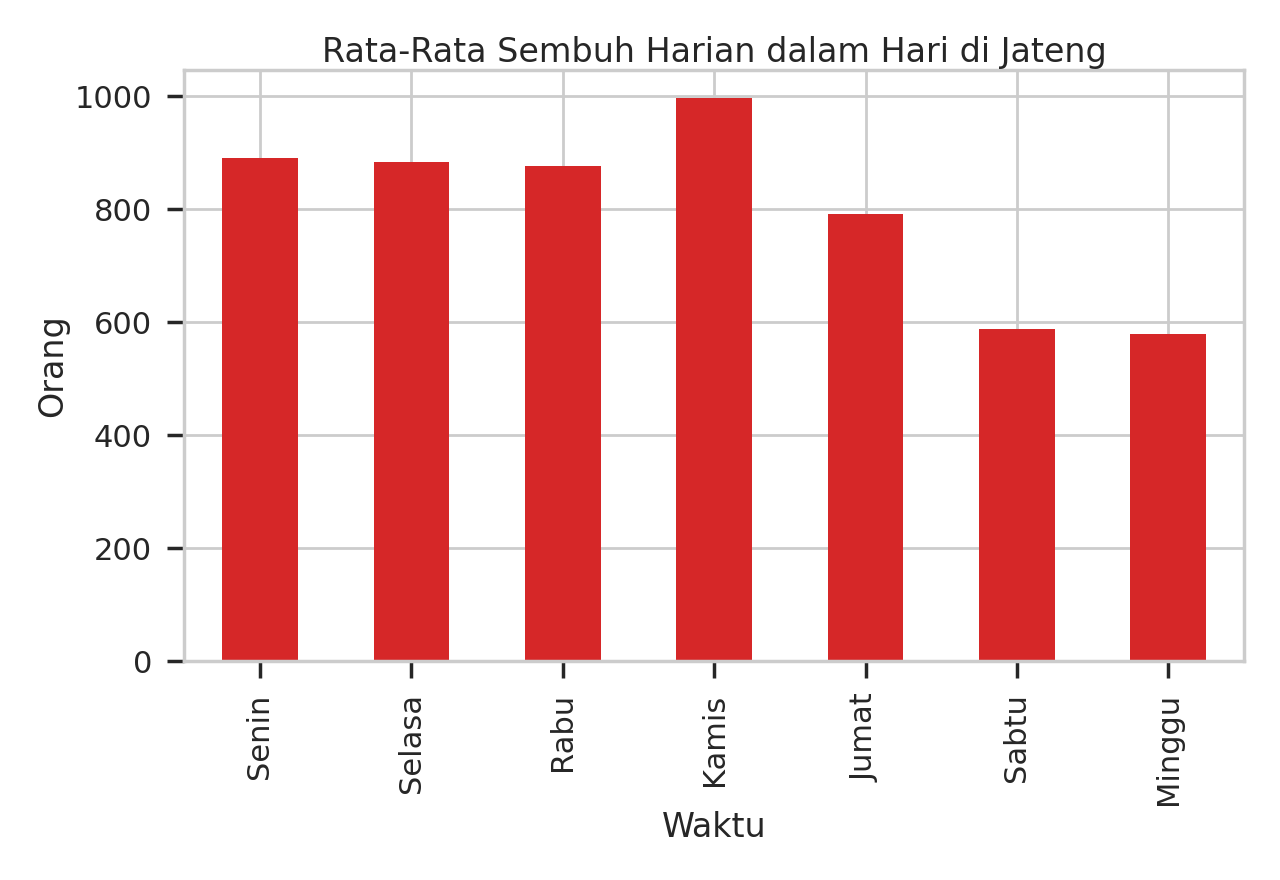 Rata-Rata Sembuh Harian dalam Hari di Jateng
1000
800
600
400
200
0
Orang
Senin
Selasa
Rabu
Kamis
Jumat
Sabtu
Minggu
Waktu